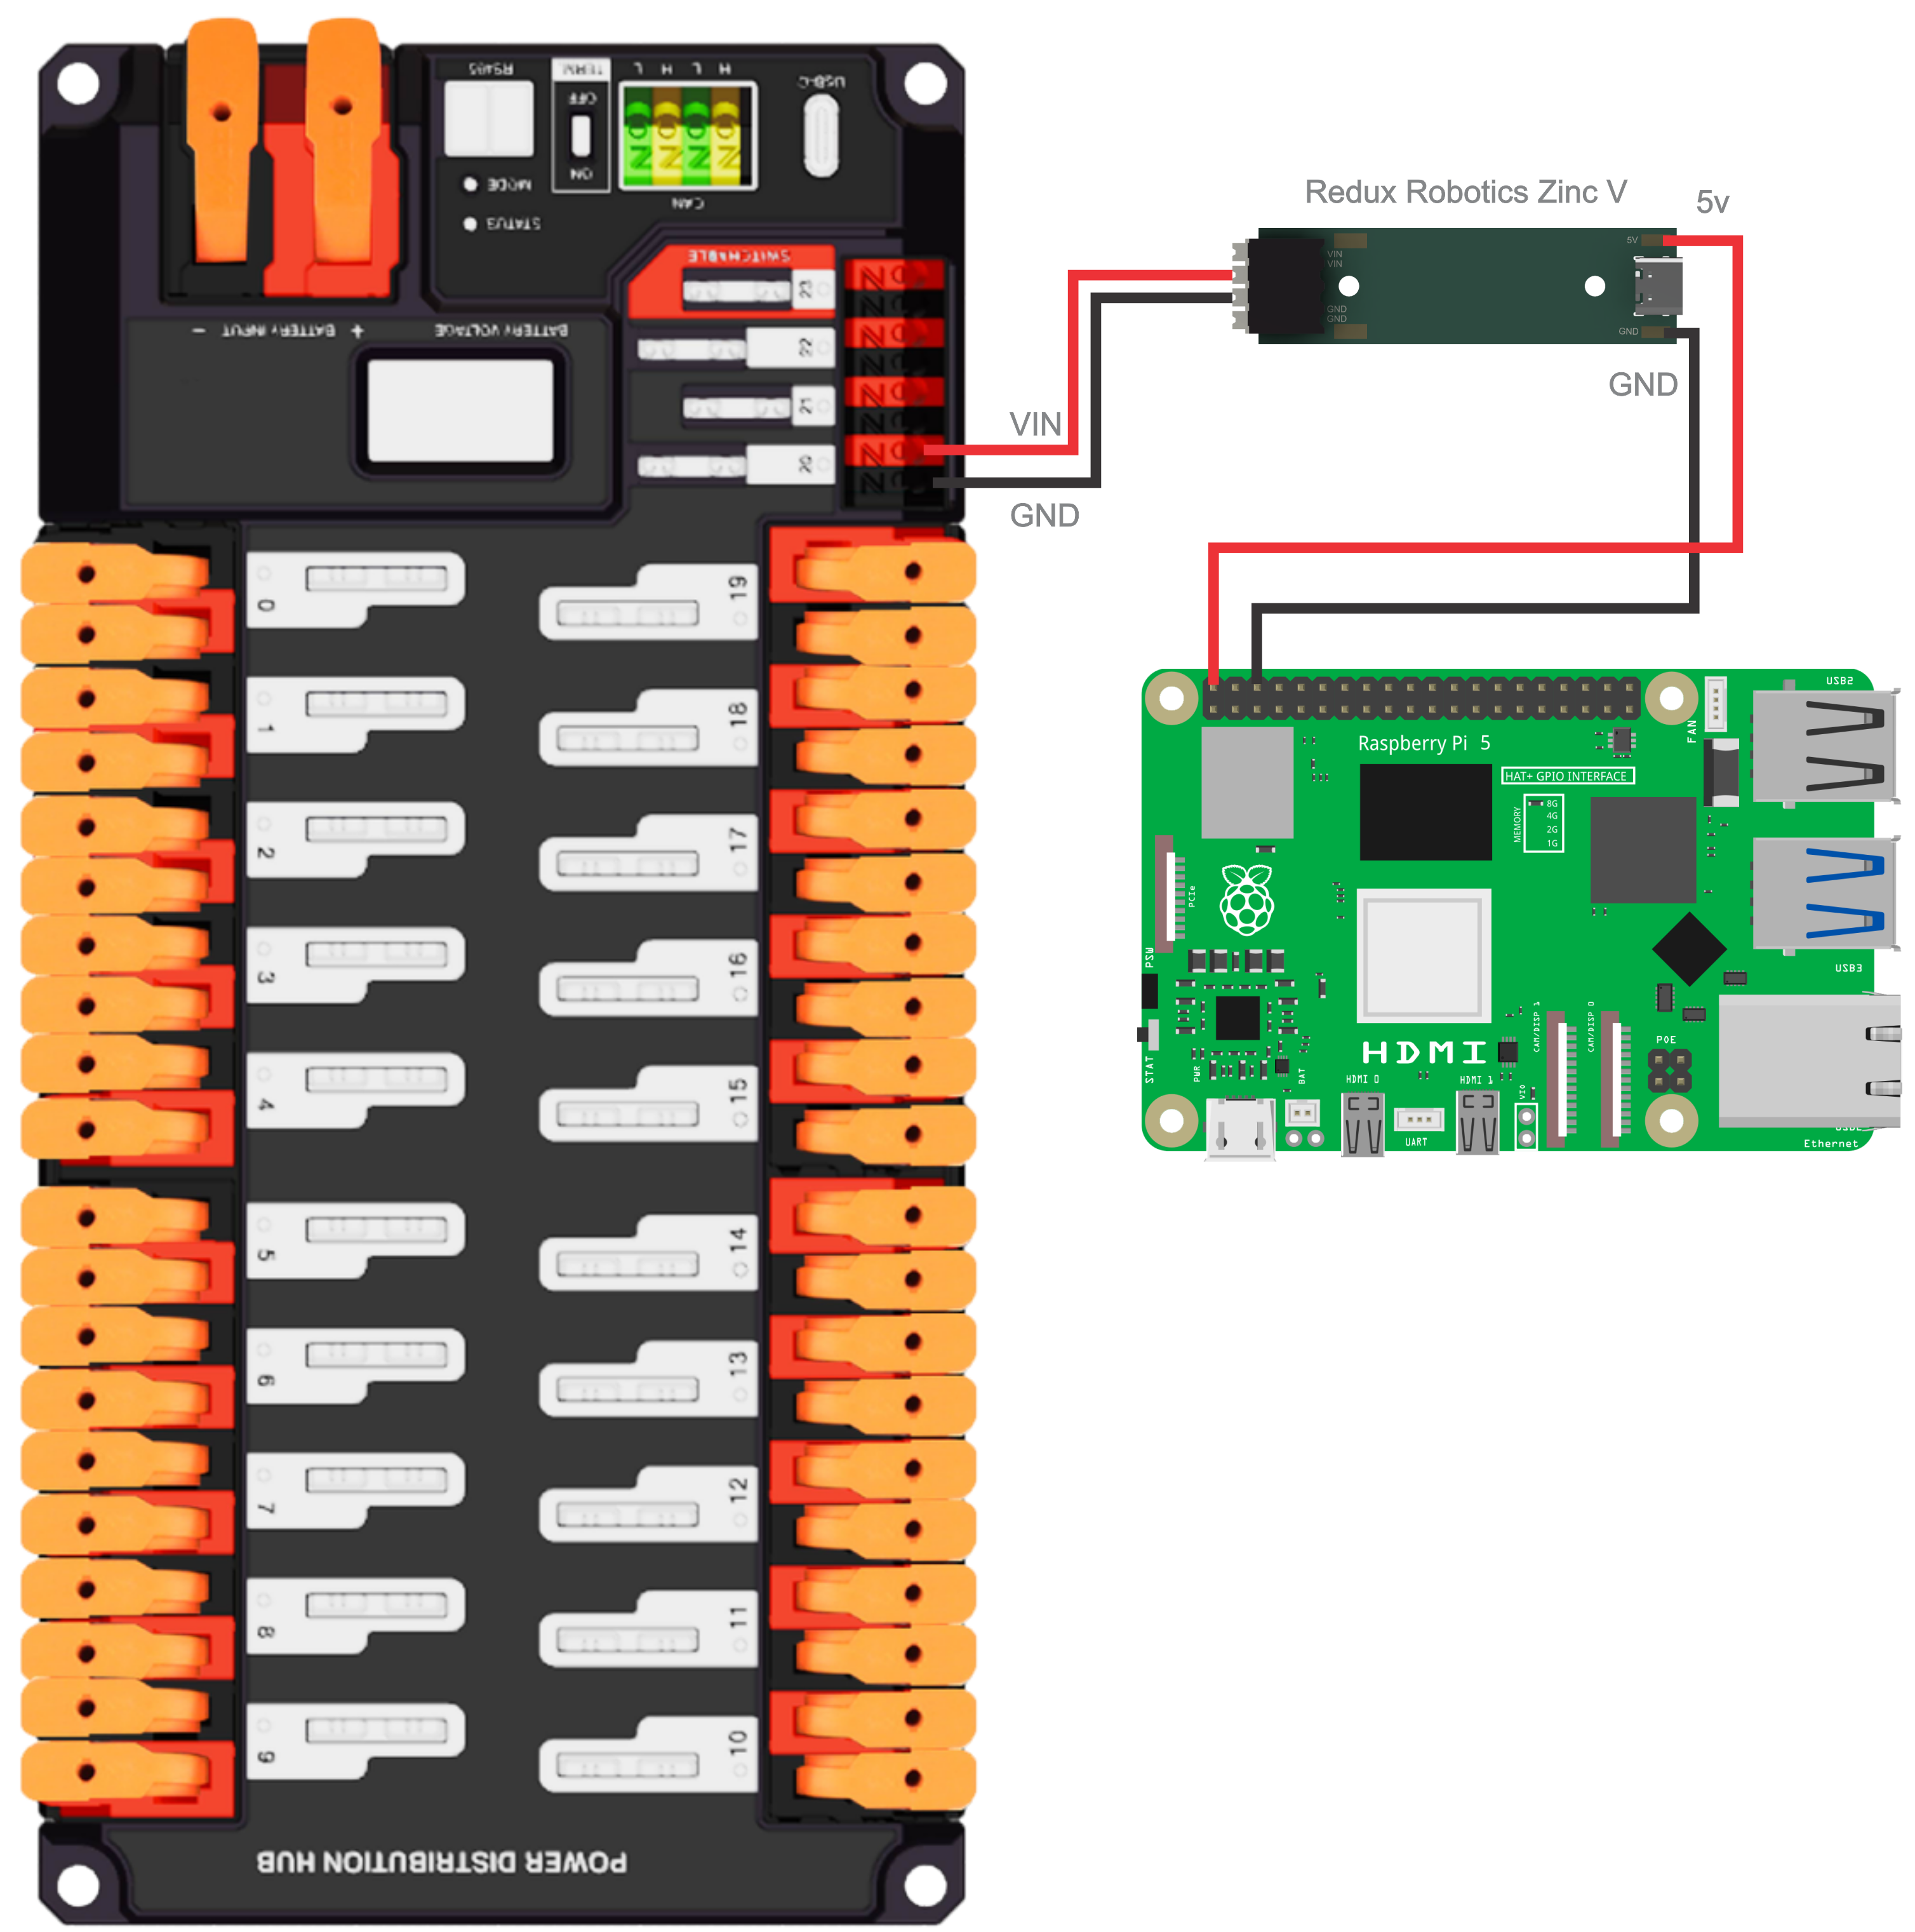 RS485
TERM
L H L H
USB-C
OFF
ON
MODE
STATUS
CAN
SWITCHABLE
23
22
21
20
- BATTERY INPUT +
BATTERY VOLTAGE
0
1
2
3
4
5
6
7
8
9
19
18
17
16
15
14
13
12
11
10
POWER DISTRIBUTION HUB
VIN
GND
Redux Robotics Zinc V
5v
VIN
VIN
GND
GND
5V
GND
GND
Raspberry Pi 5
HAT+ GPIO INTERFACE
MEMORY
8G
4G
2G
1G
FAN
USB2
USB3
PCIe
PSW
STAT
PWR
BAT
HDMI
HDMI 0
HDMI 1
UART
VIO
CAM/DISP 1
CAM/DISP 0
POE
Ethernet